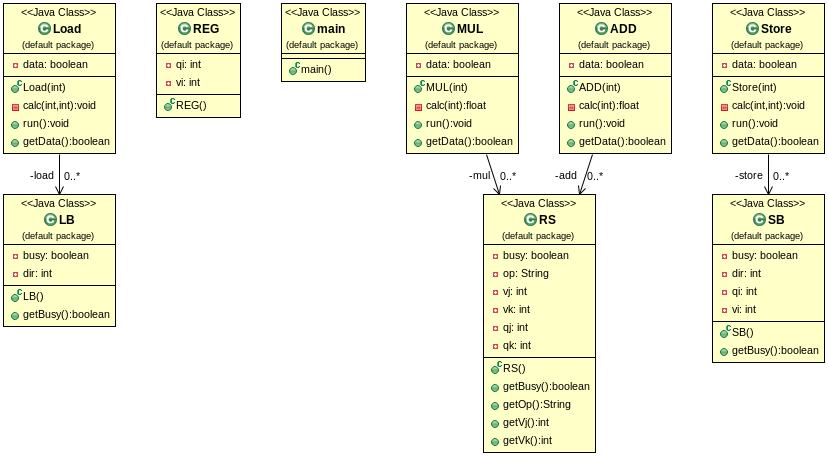 <<Java Class>>
Load
(default package)
data: boolean
Load(int)
calc(int,int):void
run():void
getData():boolean
<<Java Class>>
REG
(default package)
qi: int
vi: int
REG()
<<Java Class>>
main
(default package)
main()
<<Java Class>>
MUL
(default package)
data: boolean
MUL(int)
calc(int):float
run():void
getData():boolean
<<Java Class>>
ADD
(default package)
data: boolean
ADD(int)
calc(int):float
run():void
getData():boolean
<<Java Class>>
Store
(default package)
data: boolean
Store(int)
calc(int,int):void
run():void
getData():boolean
-load 0..*
-mul 0..*
-add 0..*
-store 0..*
<<Java Class>>
LB
(default package)
busy: boolean
dir: int
LB()
getBusy():boolean
<<Java Class>>
RS
(default package)
busy: boolean
op: String
vj: int
vk: int
qj: int
qk: int
RS()
getBusy():boolean
getOp():String
getVj():int
getVk():int
<<Java Class>>
SB
(default package)
busy: boolean
dir: int
qi: int
vi: int
SB()
getBusy():boolean